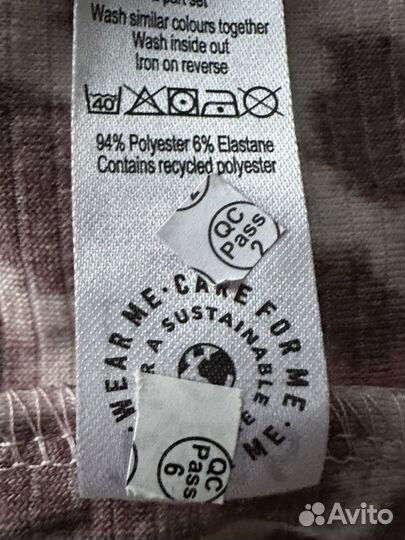 Wash similar colours together
Wash inside out
Iron on reverse
40
94% Polyester 6% Elastane
Contains recycled polyester
QC
Pass
2
WEAR ME · CARE FOR ME ·
A SUSTAINABLE
ME ·
QC
Pass
6
Avito